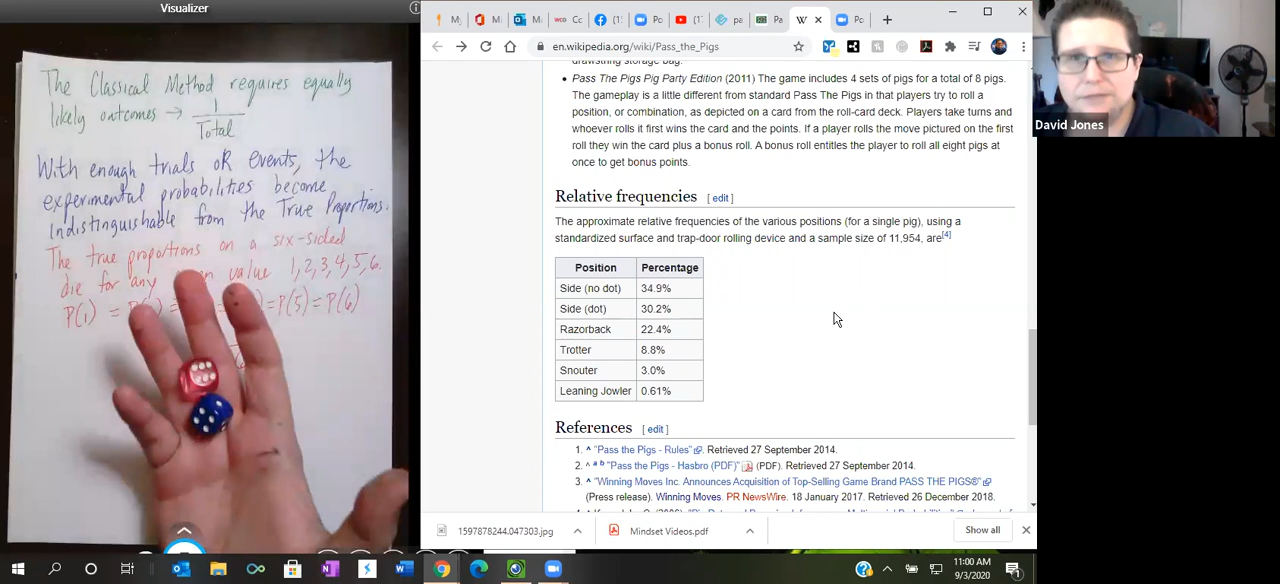 Visualizer
The Classical Method requires equally
likely outcomes → 1
Total
With enough trials OR events, the
experimental probabilities become
indistinguishable from the True Proportions.
The true proportions on a six-sided
die for any value 1,2,3,4,5,6.
P(1) = = P(5) = P(6)
en.wikipedia.org/wiki/Pass_the_Pigs
drawstring storage bag.
• Pass The Pigs Pig Party Edition (2011) The game includes 4 sets of pigs for a total of 8 pigs.
The gameplay is a little different from standard Pass The Pigs in that players try to roll a
position, or combination, as depicted on a card from the roll-card deck. Players take turns and
whoever rolls it first wins the card and the points. If a player rolls the move pictured on the first
roll they win the card plus a bonus roll. A bonus roll entitles the player to roll all eight pigs at
once to get bonus points.
Relative frequencies [ edit ]
The approximate relative frequencies of the various positions (for a single pig), using a
standardized surface and trap-door rolling device and a sample size of 11,954, are[4]
Position Percentage
Side (no dot) 34.9%
Side (dot) 30.2%
Razorback 22.4%
Trotter 8.8%
Snouter 3.0%
Leaning Jowler 0.61%
References [ edit ]
1. ^ "Pass the Pigs - Rules". Retrieved 27 September 2014.
2. ^ a b "Pass the Pigs - Hasbro (PDF)" (PDF). Retrieved 27 September 2014.
3. ^ "Winning Moves Inc. Announces Acquisition of Top-Selling Game Brand PASS THE PIGS®"
(Press release). Winning Moves. PR NewsWire. 18 January 2017. Retrieved 26 December 2018.
David Jones
1597878244.047303.jpg
Mindset Videos.pdf
Show all
11:00 AM
9/3/2020